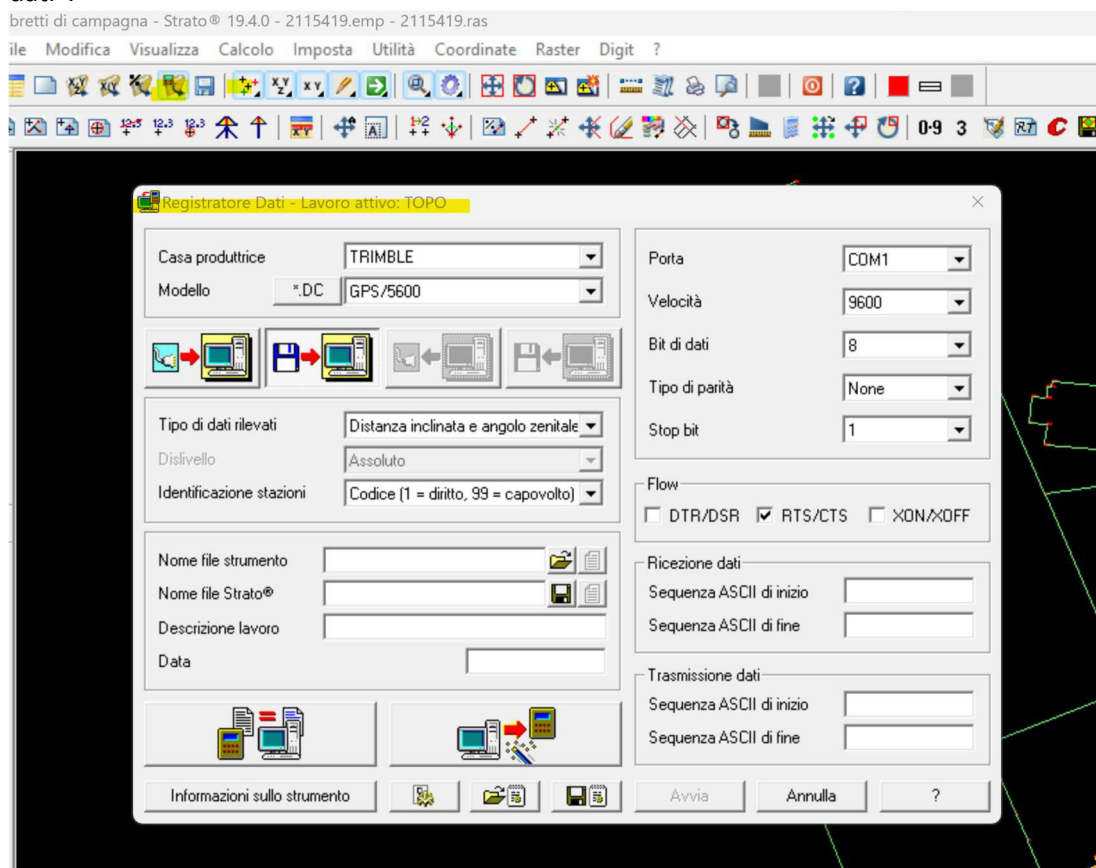 bretti di campagna - Strato® 19.4.0 - 2115419.emp - 2115419.ras
ile Modifica Visualizza Calcolo Imposta Utilità Coordinate Raster Digit ?
Registratore Dati - Lavoro attivo: TOPO
Casa produttrice TRIMBLE
Modello *.DC GPS/5600
Tipo di dati rilevati Distanza inclinata e angolo zenitale
Dislivello Assoluto
Identificazione stazioni Codice (1 = diritto, 99 = capovolto)
Nome file strumento
Nome file Strato®
Descrizione lavoro
Data
Informazioni sullo strumento
Porta COM1
Velocità 9600
Bit di dati 8
Tipo di parità None
Stop bit 1
Flow
DTR/DSR RTS/CTS XON/XOFF
Ricezione dati
Sequenza ASCII di inizio
Sequenza ASCII di fine
Trasmissione dati
Sequenza ASCII di inizio
Sequenza ASCII di fine
Avvia Annulla ?